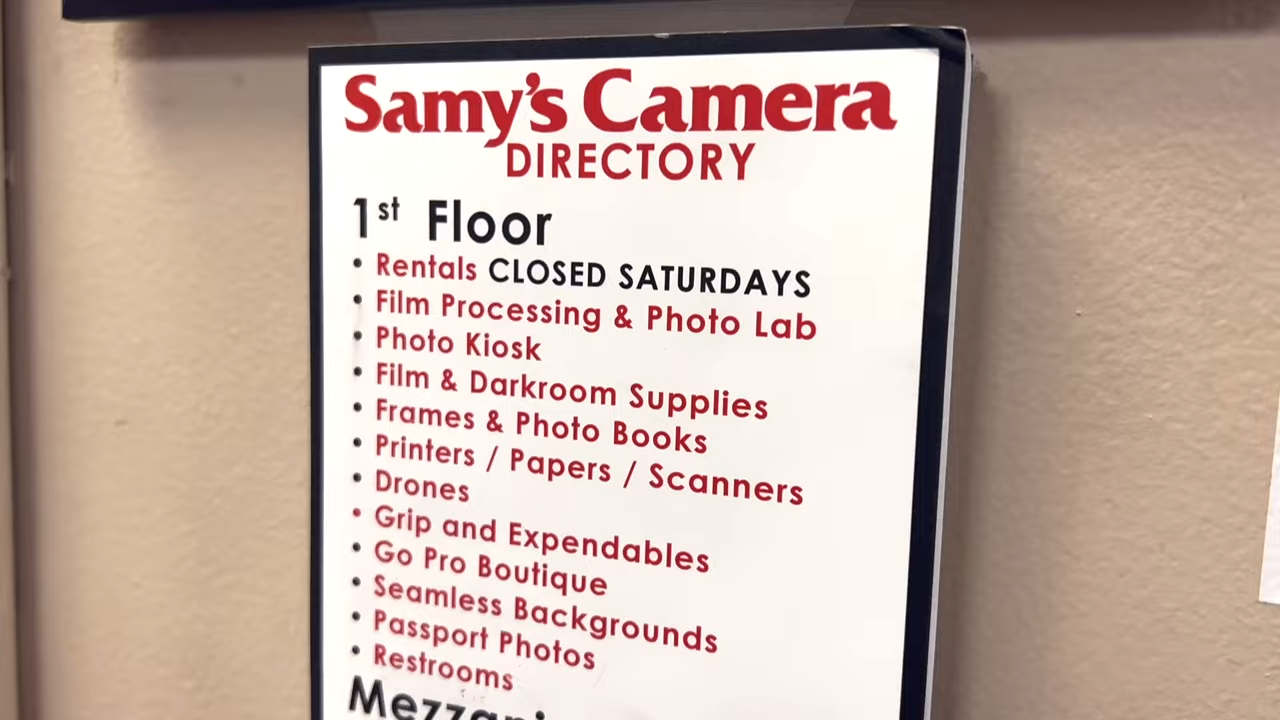 Samy's Camera
DIRECTORY
1st Floor
• Rentals CLOSED SATURDAYS
• Film Processing & Photo Lab
• Photo Kiosk
• Film & Darkroom Supplies
• Frames & Photo Books
• Printers / Papers / Scanners
• Drones
• Grip and Expendables
• Go Pro Boutique
• Seamless Backgrounds
• Passport Photos
• Restrooms